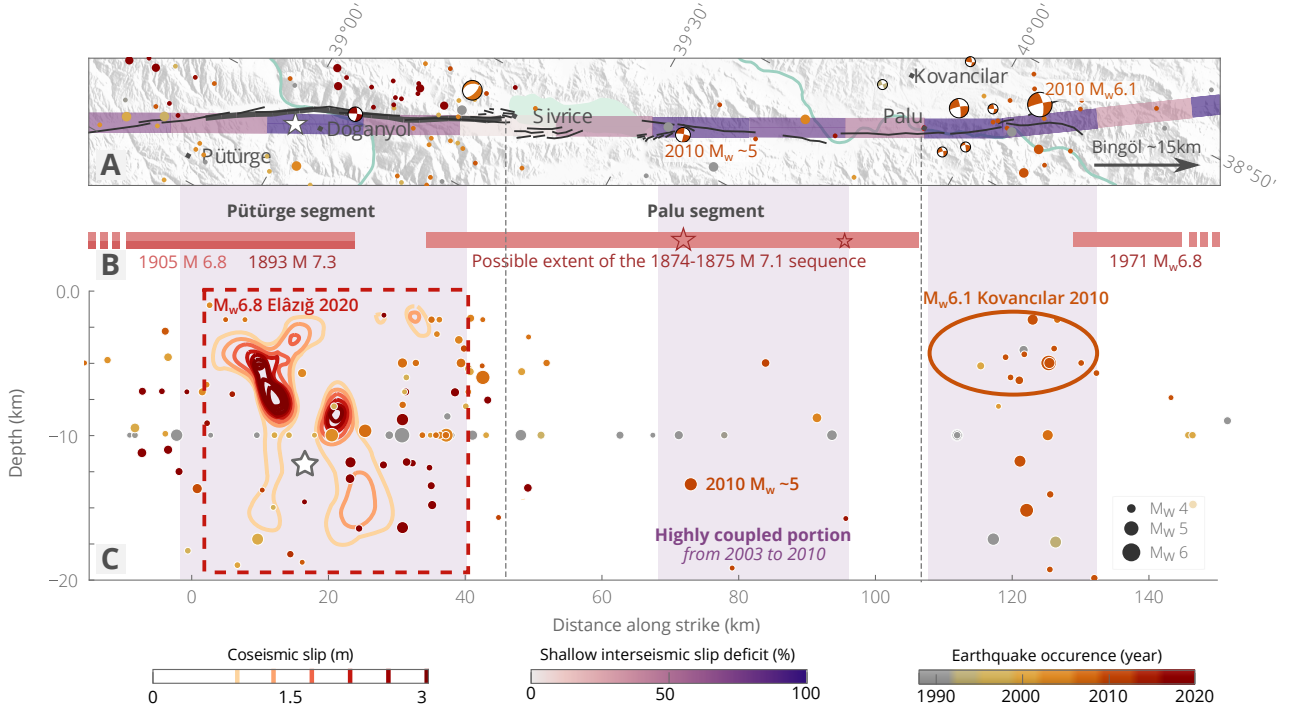 39°00'
39°30'
40°00'
Kovancılar
2010 Mw6.1
Sivrice
Palu
Doğanyol
2010 Mw ~5
Bingöl ~15km
Pütürge
A
38°50'
Pütürge segment
Palu segment
B
1905 M 6.8
1893 M 7.3
Possible extent of the 1874-1875 M 7.1 sequence
1971 Mw6.8
0.0
Mw6.8 Elâzığ 2020
Mw6.1 Kovancılar 2010
Depth (km)
−10
2010 Mw ~5
Mw 4
Highly coupled portion
Mw 5
from 2003 to 2010
Mw 6
C
−20
0
20
40
60
80
100
120
140
Distance along strike (km)
Coseismic slip (m)
Shallow interseismic slip deficit (%)
Earthquake occurence (year)
0
1.5
3
0
50
100
1990
2000
2010
2020